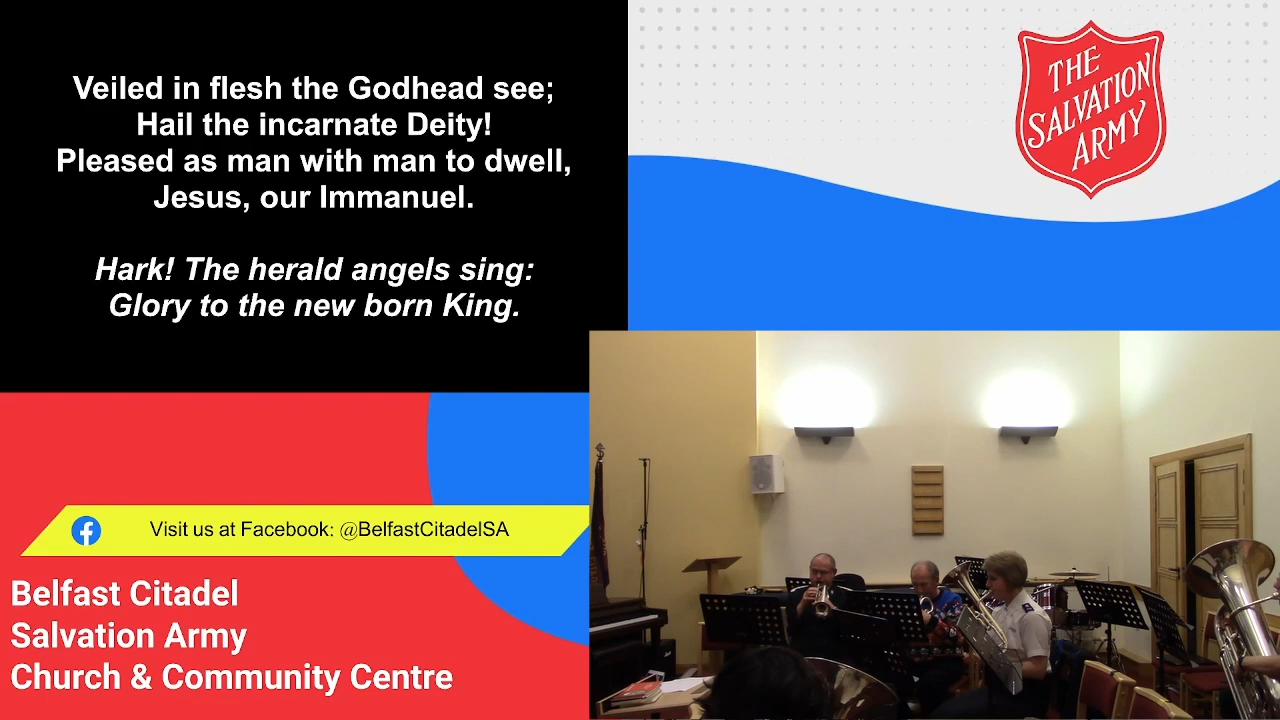 Veiled in flesh the Godhead see;
Hail the incarnate Deity!
Pleased as man with man to dwell,
Jesus, our Immanuel.
Hark! The herald angels sing:
Glory to the new born King.
THE
SALVATION
ARMY
Visit us at Facebook: @BelfastCitadelSA
Belfast Citadel
Salvation Army
Church & Community Centre